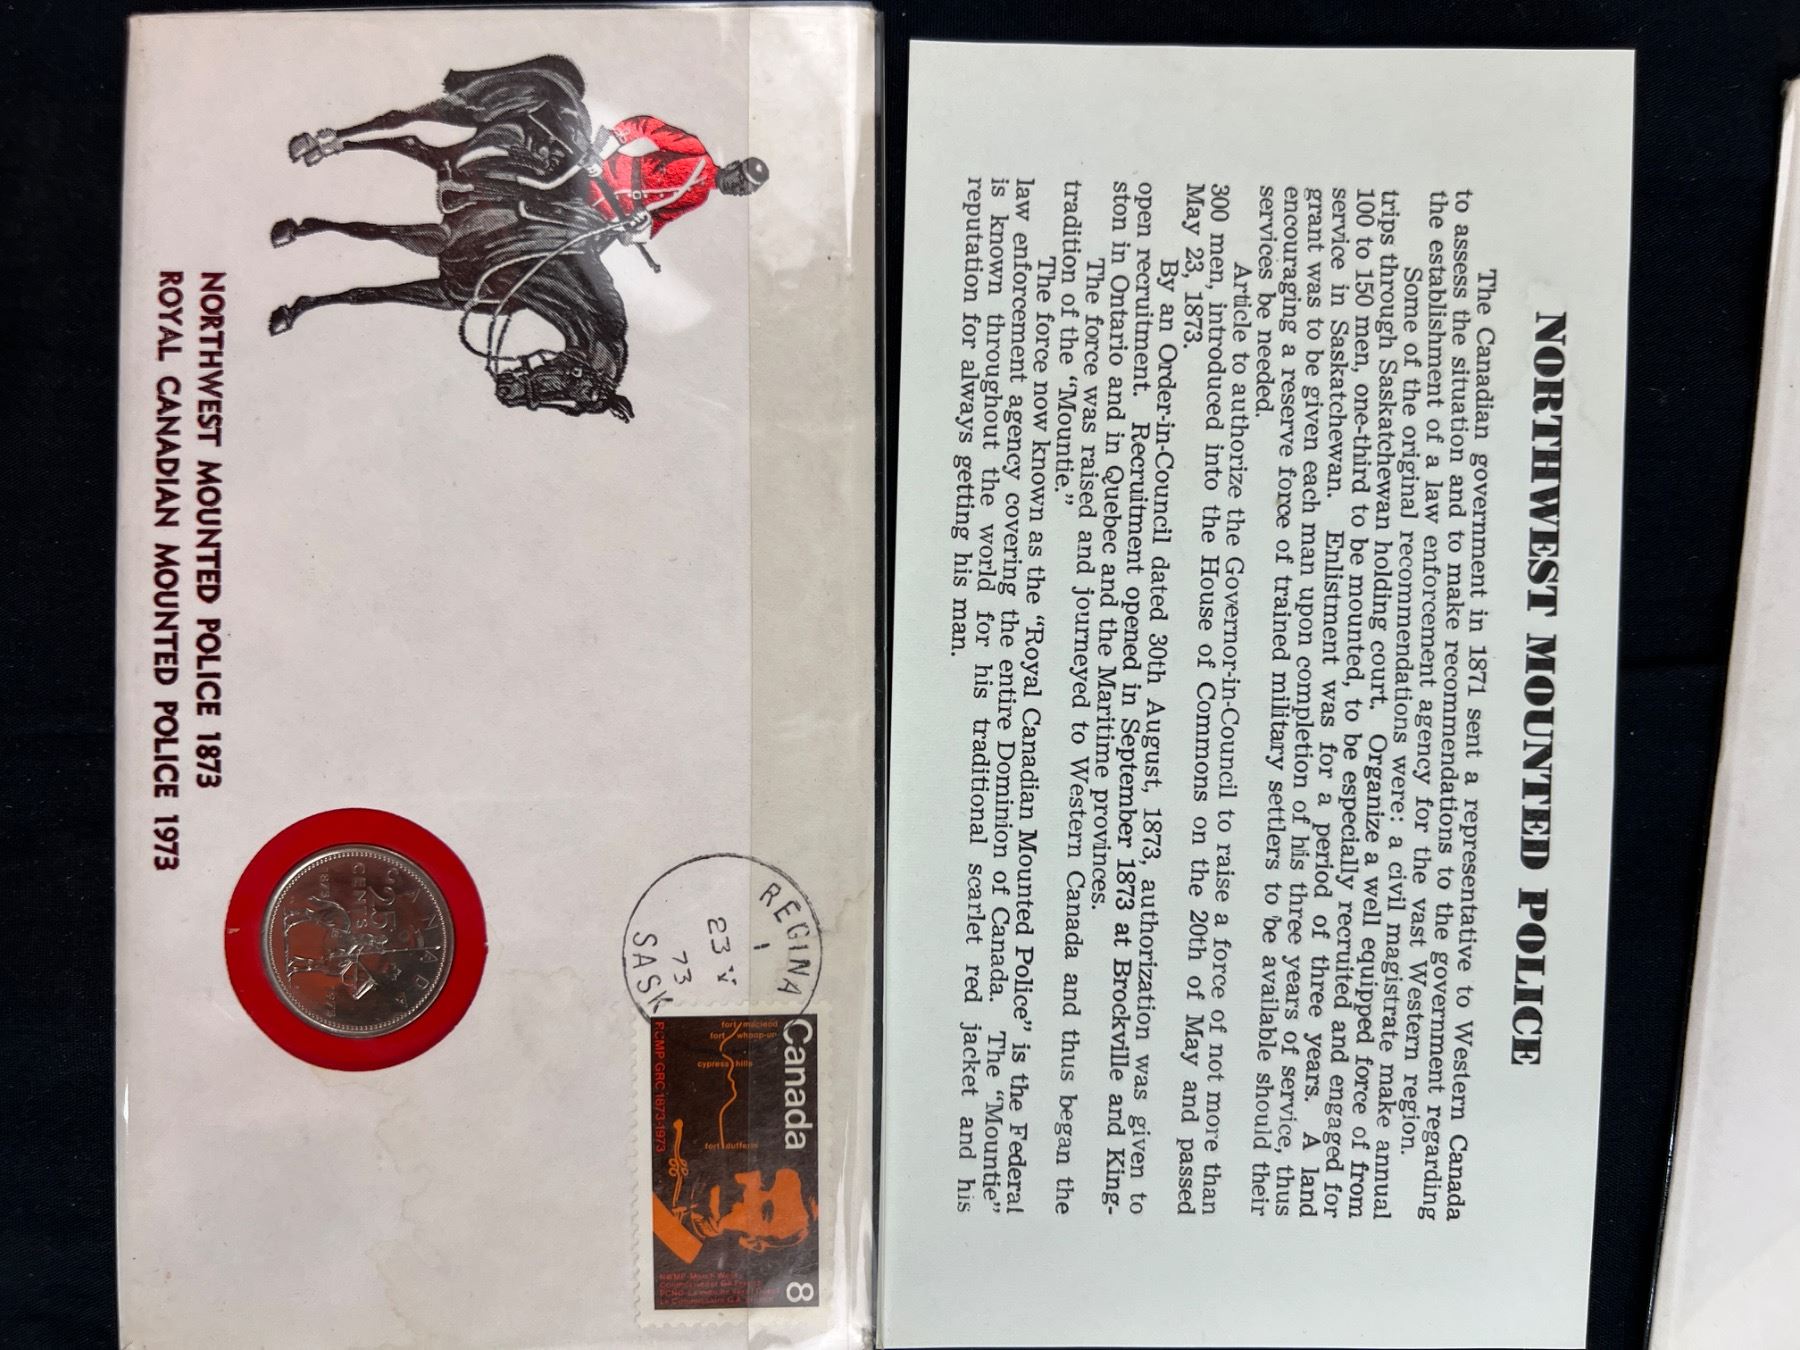 NORTHWEST MOUNTED POLICE
The Canadian government in 1871 sent a representative to Western Canada
to assess the situation and to make recommendations to the government regarding
the establishment of a law enforcement agency for the vast Western region.
Some of the original recommendations were: a civil magistrate make annual
trips through Saskatchewan holding court. Organize a well equipped force of from
100 to 150 men, one-third to be mounted, to be especially recruited and engaged for
service in Saskatchewan. Enlistment was for a period of three years. A land
grant was to be given each man upon completion of his three years of service, thus
encouraging a reserve force of trained military settlers to be available should their
services be needed.
Article to authorize the Governor-in-Council to raise a force of not more than
300 men, introduced into the House of Commons on the 20th of May and passed
May 23, 1873.
By an Order-in-Council dated 30th August, 1873, authorization was given to
open recruitment. Recruitment opened in September 1873 at Brockville and King-
ston in Ontario and in Quebec and the Maritime provinces.
The force was raised and journeyed to Western Canada and thus began the
tradition of the "Mountie."
The force now known as the "Royal Canadian Mounted Police" is the Federal
law enforcement agency covering the entire Dominion of Canada. The "Mountie"
is known throughout the world for his traditional scarlet red jacket and his
reputation for always getting his man.
REGINA
1
23 V
73
SASK
Canada 8
fort macleod
fort whoop-up
cypress hills
fort dufferin
RCMP GRC 1873-1973
CANADA
25
CENTS
1873 1973
NORTHWEST MOUNTED POLICE 1873
ROYAL CANADIAN MOUNTED POLICE 1973